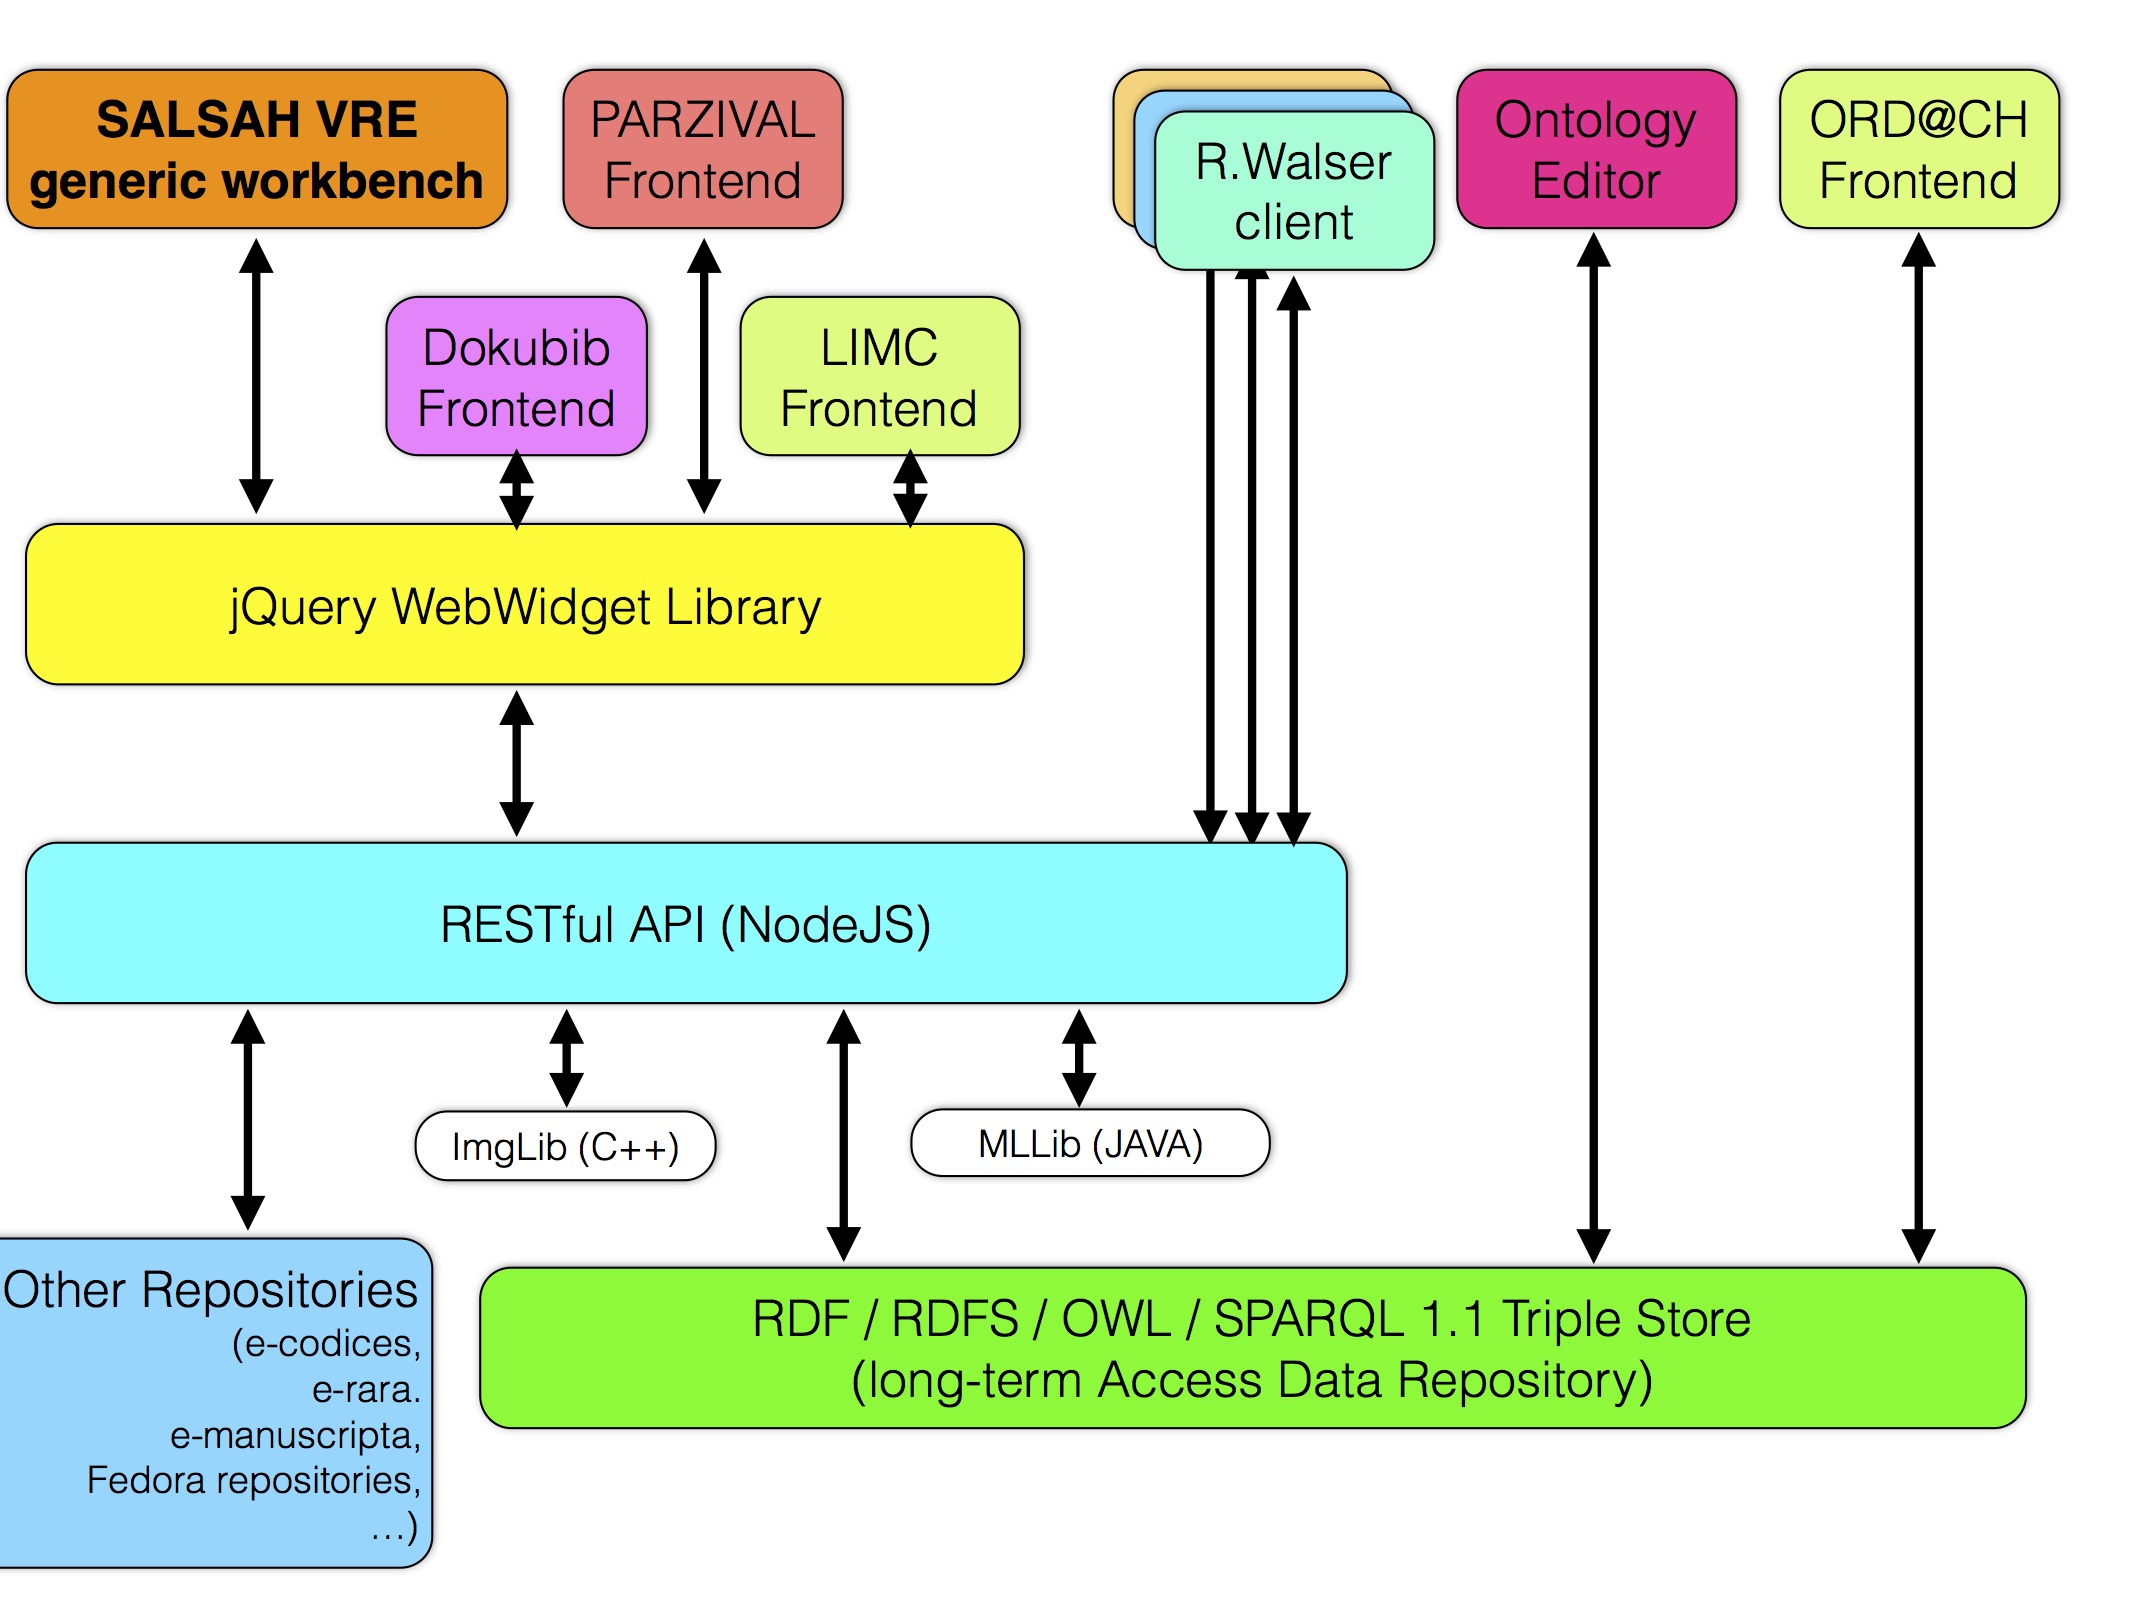 SALSAH VRE
generic workbench
PARZIVAL
Frontend
R.Walser
client
Ontology
Editor
ORD@CH
Frontend
Dokubib
Frontend
LIMC
Frontend
jQuery WebWidget Library
RESTful API (NodeJS)
ImgLib (C++)
MLLib (JAVA)
Other Repositories
(e-codices,
e-rara.
e-manuscripta,
Fedora repositories,
...)
RDF / RDFS / OWL / SPARQL 1.1 Triple Store
(long-term Access Data Repository)